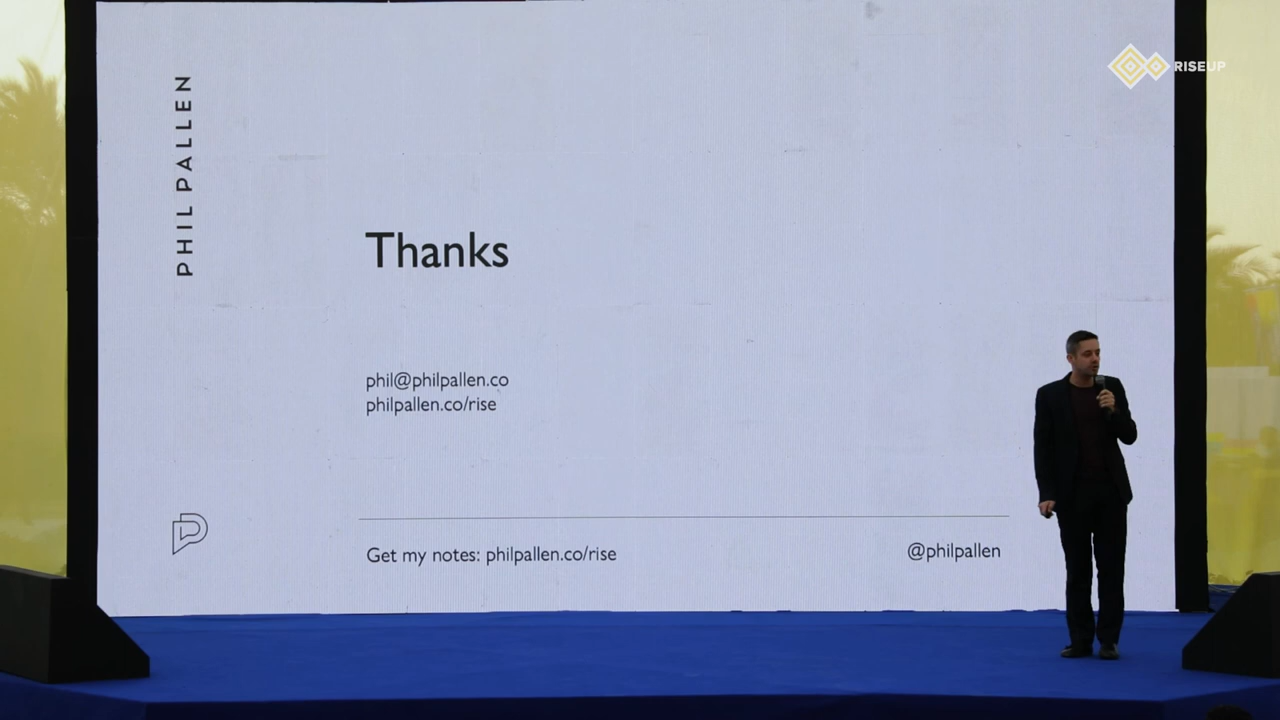 RISEUP
PHIL PALLEN
Thanks
phil@philpallen.co
philpallen.co/rise
Get my notes: philpallen.co/rise
@philpallen